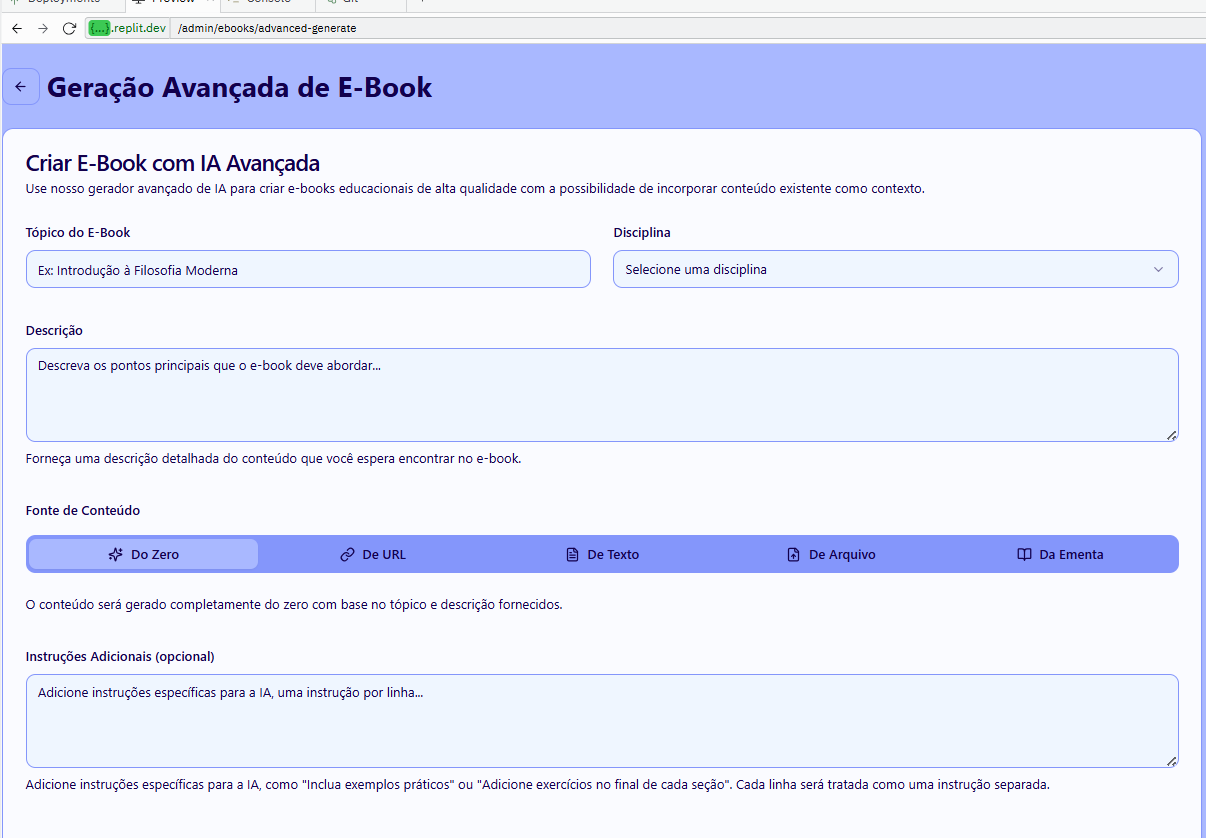 Deployments Preview Console Git
{...}.replit.dev /admin/ebooks/advanced-generate
Geração Avançada de E-Book
Criar E-Book com IA Avançada
Use nosso gerador avançado de IA para criar e-books educacionais de alta qualidade com a possibilidade de incorporar conteúdo existente como contexto.
Tópico do E-Book
Disciplina
Ex: Introdução à Filosofia Moderna
Selecione uma disciplina
Descrição
Descreva os pontos principais que o e-book deve abordar...
Forneça uma descrição detalhada do conteúdo que você espera encontrar no e-book.
Fonte de Conteúdo
Do Zero De URL De Texto De Arquivo Da Ementa
O conteúdo será gerado completamente do zero com base no tópico e descrição fornecidos.
Instruções Adicionais (opcional)
Adicione instruções específicas para a IA, uma instrução por linha...
Adicione instruções específicas para a IA, como "Inclua exemplos práticos" ou "Adicione exercícios no final de cada seção". Cada linha será tratada como uma instrução separada.